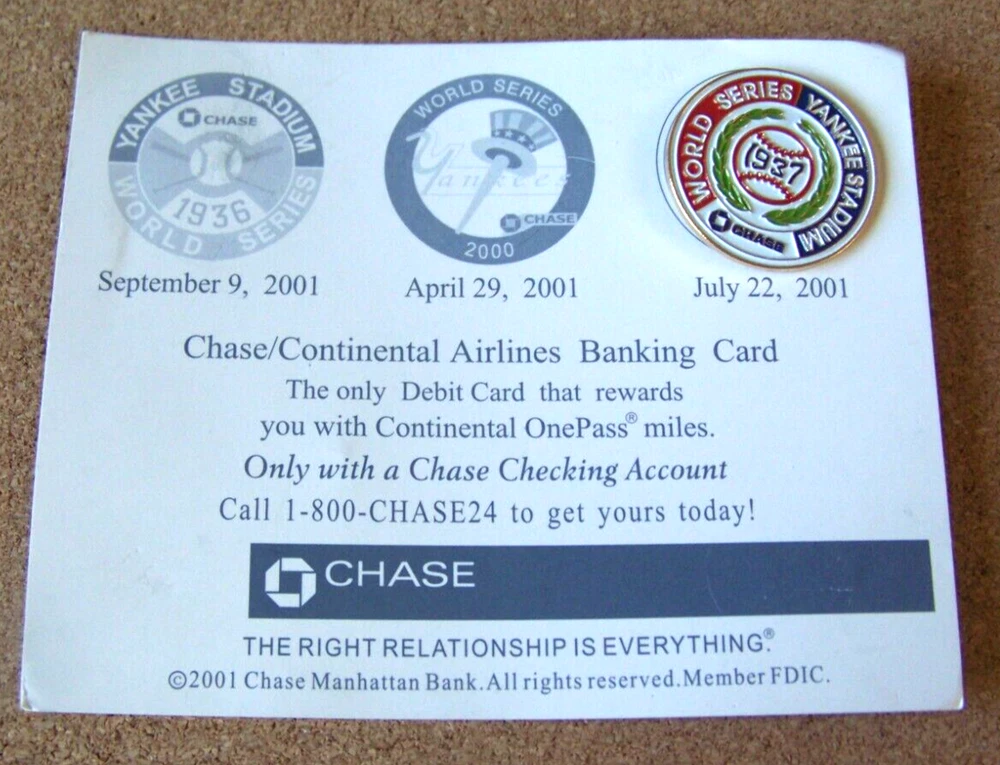 YANKEE STADIUM
CHASE
1936
WORLD SERIES
September 9, 2001
WORLD SERIES
Yankees
CHASE
2000
April 29, 2001
WORLD SERIES YANKEE STADIUM
1937
CHASE
July 22, 2001
Chase/Continental Airlines Banking Card
The only Debit Card that rewards
you with Continental OnePass® miles.
Only with a Chase Checking Account
Call 1-800-CHASE24 to get yours today!
CHASE
THE RIGHT RELATIONSHIP IS EVERYTHING.®
©2001 Chase Manhattan Bank. All rights reserved. Member FDIC.